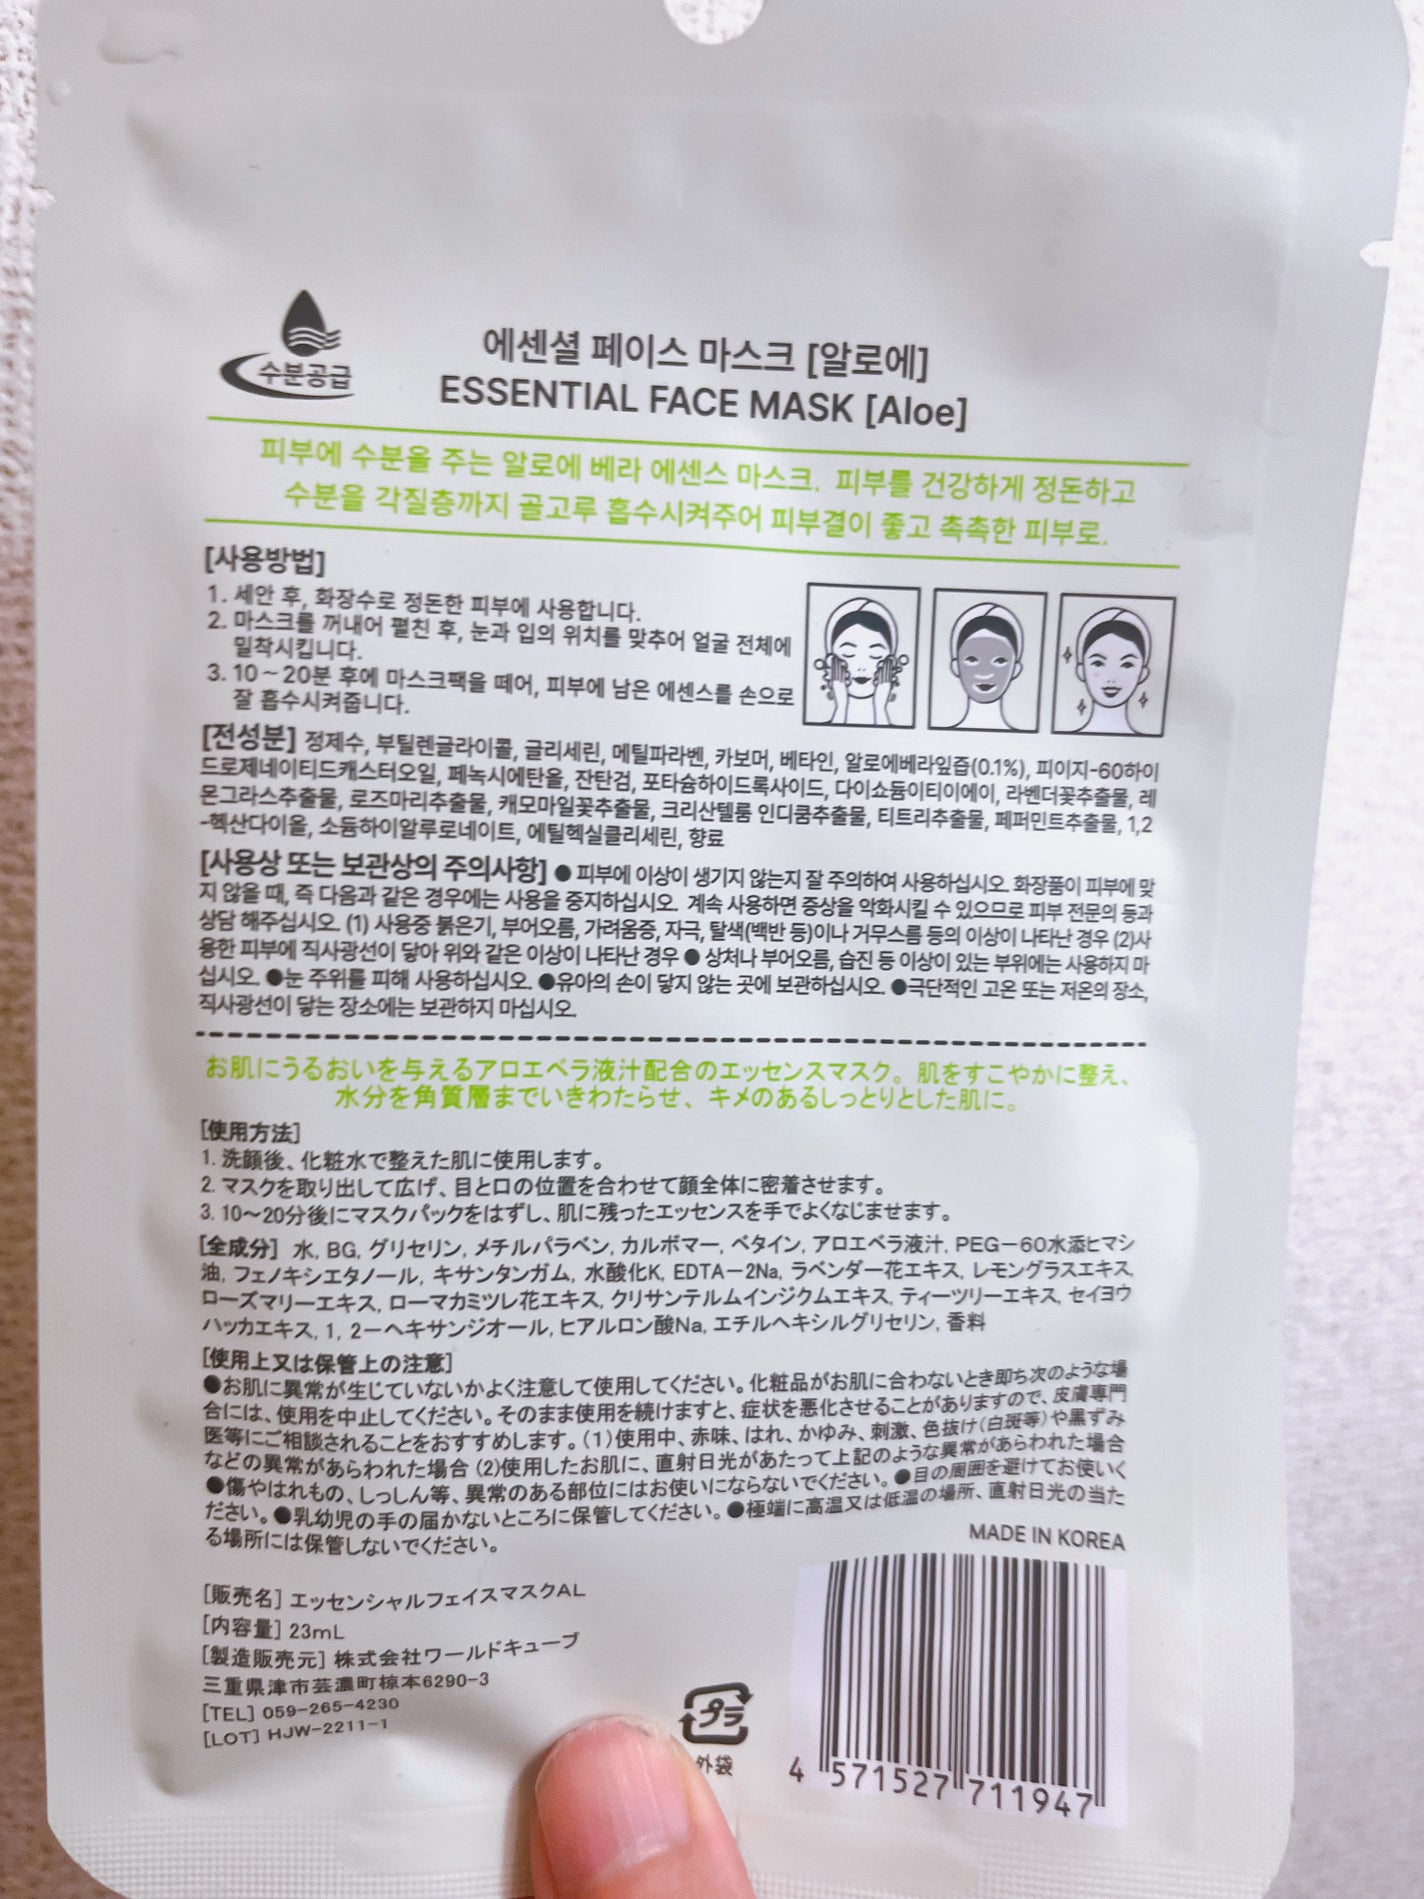 수분공급
에센셜 페이스 마스크 [알로에]
ESSENTIAL FACE MASK [Aloe]
피부에 수분을 주는 알로에 베라 에센스 마스크. 피부를 건강하게 정돈하고
수분을 각질층까지 골고루 흡수시켜주어 피부결이 좋고 촉촉한 피부로.
[사용방법]
1. 세안 후, 화장수로 정돈한 피부에 사용합니다.
2. 마스크를 꺼내어 펼친 후, 눈과 입의 위치를 맞추어 얼굴 전체에
밀착시킵니다.
3. 10~20분 후에 마스크팩을 떼어, 피부에 남은 에센스를 손으로
잘 흡수시켜줍니다.
[전성분] 정제수, 부틸렌글라이콜, 글리세린, 메틸파라벤, 카보머, 베타인, 알로에베라잎즙(0.1%), 피이지-60하이
드로제네이티드캐스터오일, 페녹시에탄올, 잔탄검, 포타슘하이드록사이드, 다이소듐이티이에이, 라벤더꽃추출물, 레
몬그라스추출물, 로즈마리추출물, 캐모마일꽃추출물, 크리산텔룸 인디쿰추출물, 티트리추출물, 페퍼민트추출물, 1,2
-헥산다이올, 소듐하이알루로네이트, 에틸헥실글리세린, 향료
[사용상 또는 보관상의 주의사항] ● 피부에 이상이 생기지 않는지 잘 주의하여 사용하십시오. 화장품이 피부에 맞
지 않을 때, 즉 다음과 같은 경우에는 사용을 중지하십시오. 계속 사용하면 증상을 악화시킬 수 있으므로 피부 전문의 등과
상담 해주십시오. (1) 사용중 붉은기, 부어오름, 가려움증, 자극, 탈색(백반 등)이나 거무스름 등의 이상이 나타난 경우 (2)사
용한 피부에 직사광선이 닿아 위와 같은 이상이 나타난 경우 ● 상처나 부어오름, 습진 등 이상이 있는 부위에는 사용하지 마
십시오. ●눈 주위를 피해 사용하십시오. ●유아의 손이 닿지 않는 곳에 보관하십시오. ●극단적인 고온 또는 저온의 장소,
직사광선이 닿는 장소에는 보관하지 마십시오.
お肌にうるおいを与えるアロエベラ液汁配合のエッセンスマスク。肌をすこやかに整え、
水分を角質層までいきわたらせ、キメのあるしっとりとした肌に。
[使用方法]
1. 洗顔後、化粧水で整えた肌に使用します。
2. マスクを取り出して広げ、目と口の位置を合わせて顔全体に密着させます。
3. 10〜20分後にマスクパックをはずし、肌に残ったエッセンスを手でよくなじませます。
[全成分] 水, BG, グリセリン, メチルパラベン, カルボマー, ベタイン, アロエベラ液汁, PEG－60水添ヒマシ
油, フェノキシエタノール, キサンタンガム, 水酸化K, EDTA－2Na, ラベンダー花エキス, レモングラスエキス,
ローズマリーエキス, ローマカミツレ花エキス, クリサンテルムインジクムエキス, ティーツリーエキス, セイヨウ
ハッカエキス, 1, 2－ヘキサンジオール, ヒアルロン酸Na, エチルヘキシルグリセリン, 香料
[使用上又は保管上の注意]
●お肌に異常が生じていないかよく注意して使用してください。化粧品がお肌に合わないとき即ち次のような場
合には、使用を中止してください。そのまま使用を続けますと、症状を悪化させることがありますので、皮膚専門
医等にご相談されることをおすすめします。(1)使用中、赤味、はれ、かゆみ、刺激、色抜け(白斑等)や黒ずみ
などの異常があらわれた場合 (2)使用したお肌に、直射日光があたって上記のような異常があらわれた場合
●傷やはれもの、しっしん等、異常のある部位にはお使いにならないでください。●目の周囲を避けてお使いく
ださい。●乳幼児の手の届かないところに保管してください。●極端に高温又は低温の場所、直射日光の当た
る場所には保管しないでください。
MADE IN KOREA
[販売名] エッセンシャルフェイスマスクAL
[内容量] 23mL
[製造販売元] 株式会社ワールドキューブ
三重県津市芸濃町椋本6290-3
[TEL] 059-265-4230
[LOT] HJW-2211-1
プラ
外袋
4 571527 711947